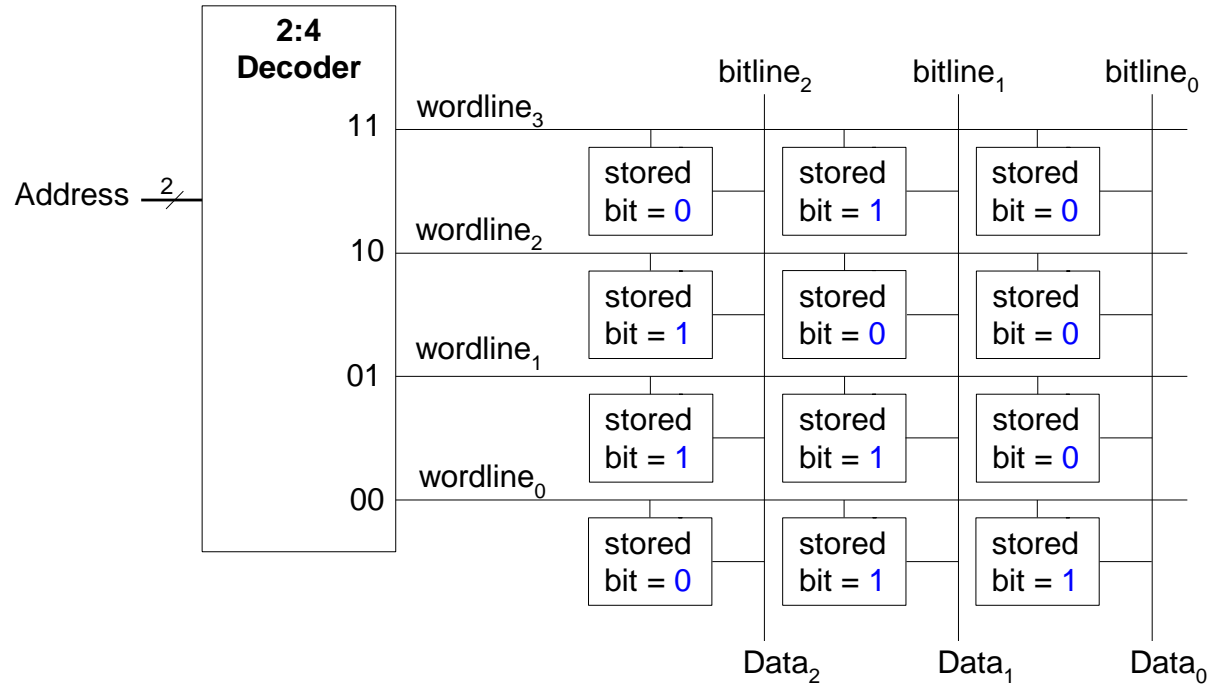 2:4
Decoder
bitline₂ bitline₁ bitline₀
wordline₃
11
stored stored stored
bit = 0 bit = 1 bit = 0
Address 2
wordline₂
10
stored stored stored
bit = 1 bit = 0 bit = 0
wordline₁
01
stored stored stored
bit = 1 bit = 1 bit = 0
wordline₀
00
stored stored stored
bit = 0 bit = 1 bit = 1
Data₂ Data₁ Data₀